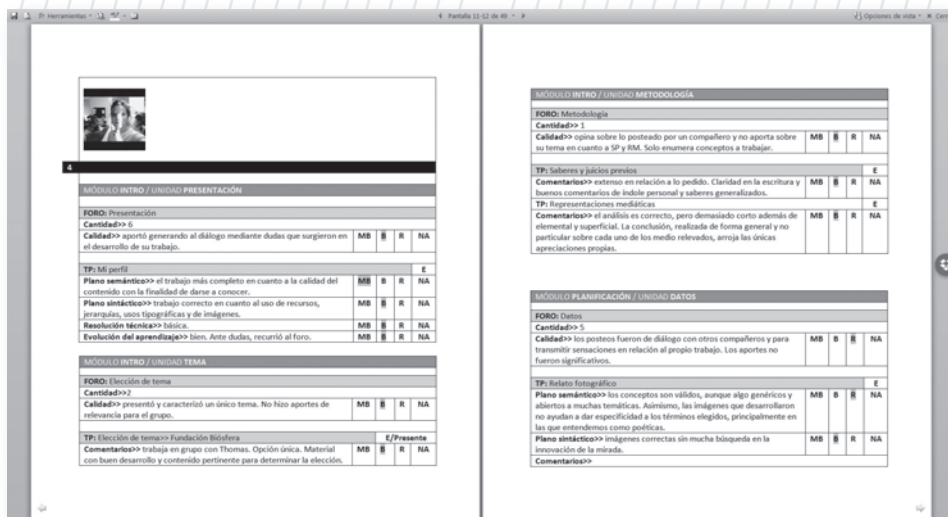 Herramientas
Pantalla 11-12 de 49
Opciones de vista
Cerr
4
MÓDULO INTRO / UNIDAD PRESENTACIÓN
FORO: Presentación
Cantidad>> 6
Calidad>> aportó generando al diálogo mediante dudas que surgieron en MB B R NA
el desarrollo de su trabajo.
TP: Mi perfil E
Plano semántico>> el trabajo más completo en cuanto a la calidad del MB B R NA
contenido con la finalidad de darse a conocer.
Plano sintáctico>> trabajo correcto en cuanto al uso de recursos, MB B R NA
jerarquías, usos tipográficos y de imágenes.
Resolución técnica>> básica. MB B R NA
Evolución del aprendizaje>> bien. Ante dudas, recurrió al foro. MB B R NA
MÓDULO INTRO / UNIDAD TEMA
FORO: Elección de tema
Cantidad>>2
Calidad>> presentó y caracterizó un único tema. No hizo aportes de MB B R NA
relevancia para el grupo.
TP: Elección de tema>> Fundación Biósfera E/Presente
Comentarios>> trabaja en grupo con Thomas. Opción única. Material MB B R NA
con buen desarrollo y contenido pertinente para determinar la elección.
MÓDULO INTRO / UNIDAD METODOLOGÍA
FORO: Metodología
Cantidad>> 1
Calidad>> opina sobre lo posteado por un compañero y no aporta sobre MB B R NA
su tema en cuanto a SP y RM. Solo enumera conceptos a trabajar.
TP: Saberes y juicios previos E
Comentarios>> extenso en relación a lo pedido. Claridad en la escritura y MB B R NA
buenos comentarios de índole personal y saberes generalizados.
TP: Representaciones mediáticas E
Comentarios>> el análisis es correcto, pero demasiado corto además de MB B R NA
elemental y superficial. La conclusión, realizada de forma general y no
particular sobre cada uno de los medio relevados, arroja las únicas
apreciaciones propias.
MÓDULO PLANIFICACIÓN / UNIDAD DATOS
FORO: Datos
Cantidad>> 5
Calidad>> los posteos fueron de diálogo con otros compañeros y para MB B R NA
transmitir sensaciones en relación al propio trabajo. Los aportes no
fueron significativos.
TP: Relato fotográfico E
Plano semántico>> los conceptos son válidos, aunque algo genéricos y MB B R NA
abiertos a muchas temáticas. Asimismo, las imágenes que desarrollaron
no ayudan a dar especificidad a los términos elegidos, principalmente en
las que entendemos como poéticas.
Plano sintáctico>> imágenes correctas sin mucha búsqueda en la MB B R NA
innovación de la mirada.
Comentarios>>